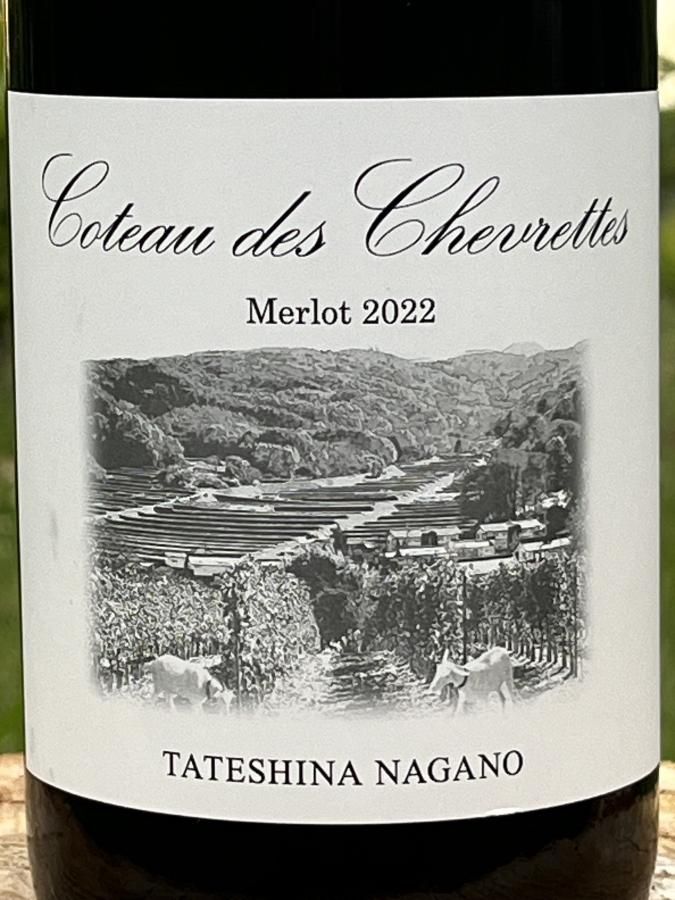 Coteau des Chevrettes
Merlot 2022
TATESHINA NAGANO